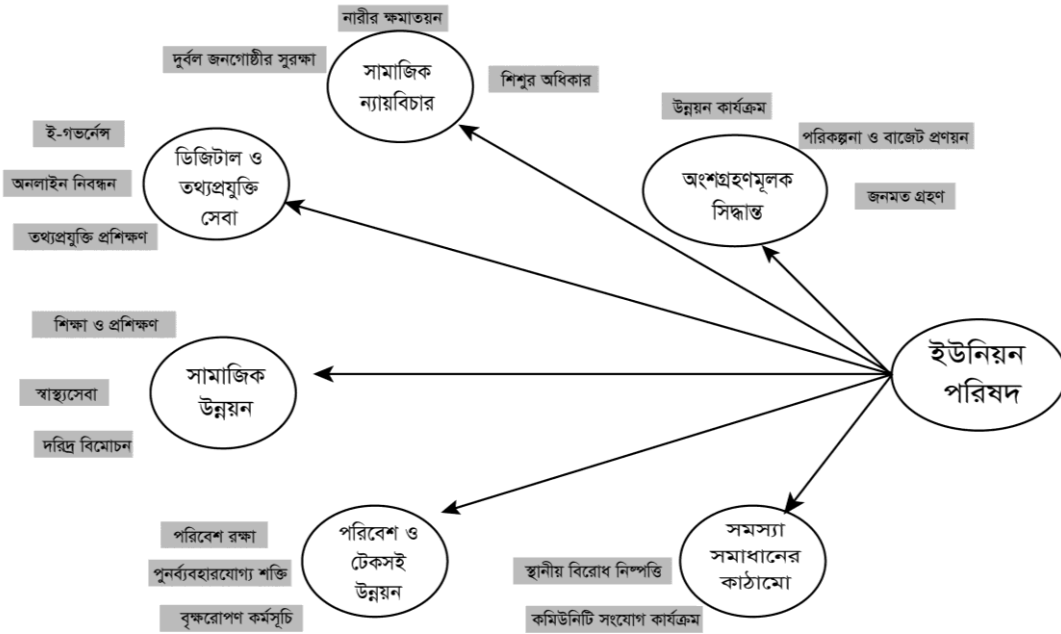 নারীর ক্ষমাতয়ন
দুর্বল জনগোষ্ঠীর সুরক্ষা
সামাজিক
ন্যায়বিচার
শিশুর অধিকার
উন্নয়ন কার্যক্রম
পরিকল্পনা ও বাজেট প্রণয়ন
অংশগ্রহণমূলক
সিদ্ধান্ত
জনমত গ্রহণ
ই-গভর্নেন্স
অনলাইন নিবন্ধন
তথ্যপ্রযুক্তি প্রশিক্ষণ
ডিজিটাল ও
তথ্যপ্রযুক্তি
সেবা
শিক্ষা ও প্রশিক্ষণ
স্বাস্থ্যসেবা
দরিদ্র বিমোচন
সামাজিক
উন্নয়ন
ইউনিয়ন
পরিষদ
পরিবেশ রক্ষা
পুনর্ব্যবহারযোগ্য শক্তি
বৃক্ষরোপণ কর্মসূচি
পরিবেশ ও
টেকসই
উন্নয়ন
স্থানীয় বিরোধ নিষ্পত্তি
কমিউনিটি সংযোগ কার্যক্রম
সমস্যা
সমাধানের
কাঠামো